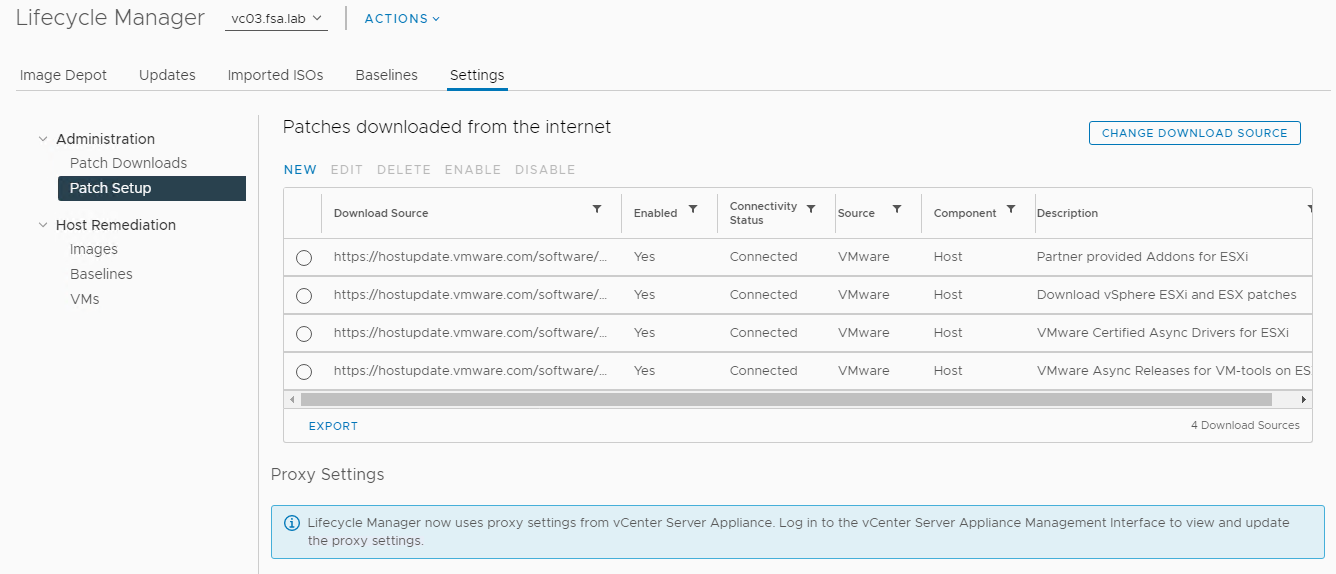 Lifecycle Manager
vc03.fsa.lab
ACTIONS
Image Depot Updates Imported ISOs Baselines Settings
Administration
Patch Downloads
Patch Setup
Host Remediation
Images
Baselines
VMs
Patches downloaded from the internet
CHANGE DOWNLOAD SOURCE
NEW EDIT DELETE ENABLE DISABLE
Download Source Enabled Connectivity Status Source Component Description
https://hostupdate.vmware.com/software/... Yes Connected VMware Host Partner provided Addons for ESXi
https://hostupdate.vmware.com/software/... Yes Connected VMware Host Download vSphere ESXi and ESX patches
https://hostupdate.vmware.com/software/... Yes Connected VMware Host VMware Certified Async Drivers for ESXi
https://hostupdate.vmware.com/software/... Yes Connected VMware Host VMware Async Releases for VM-tools on ES
EXPORT
4 Download Sources
Proxy Settings
Lifecycle Manager now uses proxy settings from vCenter Server Appliance. Log in to the vCenter Server Appliance Management Interface to view and update
the proxy settings.